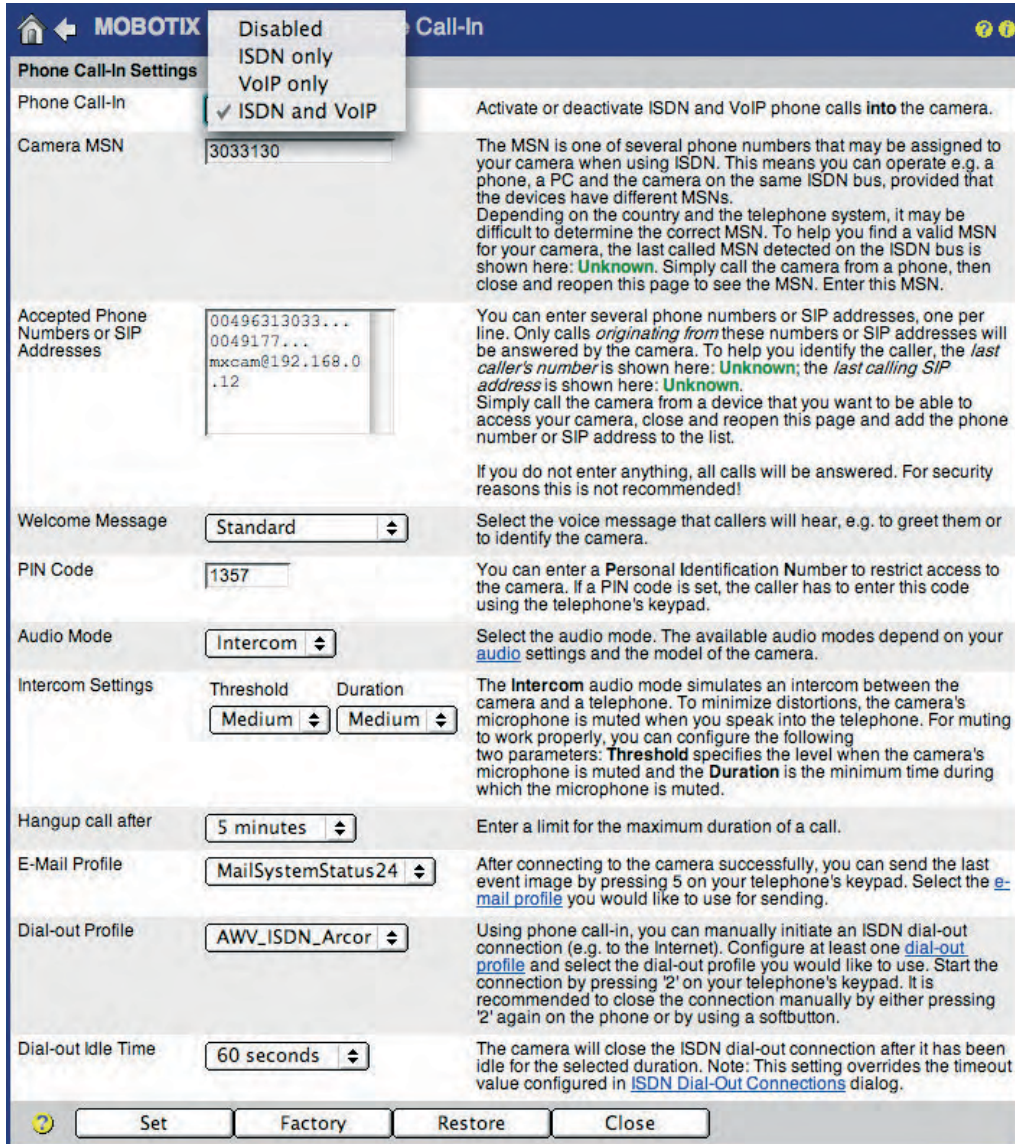 MOBOTIX
Call-In
Disabled
ISDN only
VoIP only
✓ ISDN and VoIP
Phone Call-In Settings
Phone Call-In
Activate or deactivate ISDN and VoIP phone calls into the camera.
Camera MSN
3033130
The MSN is one of several phone numbers that may be assigned to
your camera when using ISDN. This means you can operate e.g. a
phone, a PC and the camera on the same ISDN bus, provided that
the devices have different MSNs.
Depending on the country and the telephone system, it may be
difficult to determine the correct MSN. To help you find a valid MSN
for your camera, the last called MSN detected on the ISDN bus is
shown here: Unknown. Simply call the camera from a phone, then
close and reopen this page to see the MSN. Enter this MSN.
Accepted Phone
Numbers or SIP
Addresses
00496313033...
0049177...
mxcam@192.168.0
.12
You can enter several phone numbers or SIP addresses, one per
line. Only calls originating from these numbers or SIP addresses will
be answered by the camera. To help you identify the caller, the last
caller's number is shown here: Unknown; the last calling SIP
address is shown here: Unknown.
Simply call the camera from a device that you want to be able to
access your camera, close and reopen this page and add the phone
number or SIP address to the list.
If you do not enter anything, all calls will be answered. For security
reasons this is not recommended!
Welcome Message
Standard
Select the voice message that callers will hear, e.g. to greet them or
to identify the camera.
PIN Code
1357
You can enter a Personal Identification Number to restrict access to
the camera. If a PIN code is set, the caller has to enter this code
using the telephone's keypad.
Audio Mode
Intercom
Select the audio mode. The available audio modes depend on your
audio settings and the model of the camera.
Intercom Settings
Threshold Duration
Medium Medium
The Intercom audio mode simulates an intercom between the
camera and a telephone. To minimize distortions, the camera's
microphone is muted when you speak into the telephone. For muting
to work properly, you can configure the following
two parameters: Threshold specifies the level when the camera's
microphone is muted and the Duration is the minimum time during
which the microphone is muted.
Hangup call after
5 minutes
Enter a limit for the maximum duration of a call.
E-Mail Profile
MailSystemStatus24
After connecting to the camera successfully, you can send the last
event image by pressing 5 on your telephone's keypad. Select the e-
mail profile you would like to use for sending.
Dial-out Profile
AWV_ISDN_Arcor
Using phone call-in, you can manually initiate an ISDN dial-out
connection (e.g. to the Internet). Configure at least one dial-out
profile and select the dial-out profile you would like to use. Start the
connection by pressing '2' on your telephone's keypad. It is
recommended to close the connection manually by either pressing
'2' again on the phone or by using a softbutton.
Dial-out Idle Time
60 seconds
The camera will close the ISDN dial-out connection after it has been
idle for the selected duration. Note: This setting overrides the timeout
value configured in ISDN Dial-Out Connections dialog.
Set Factory Restore Close